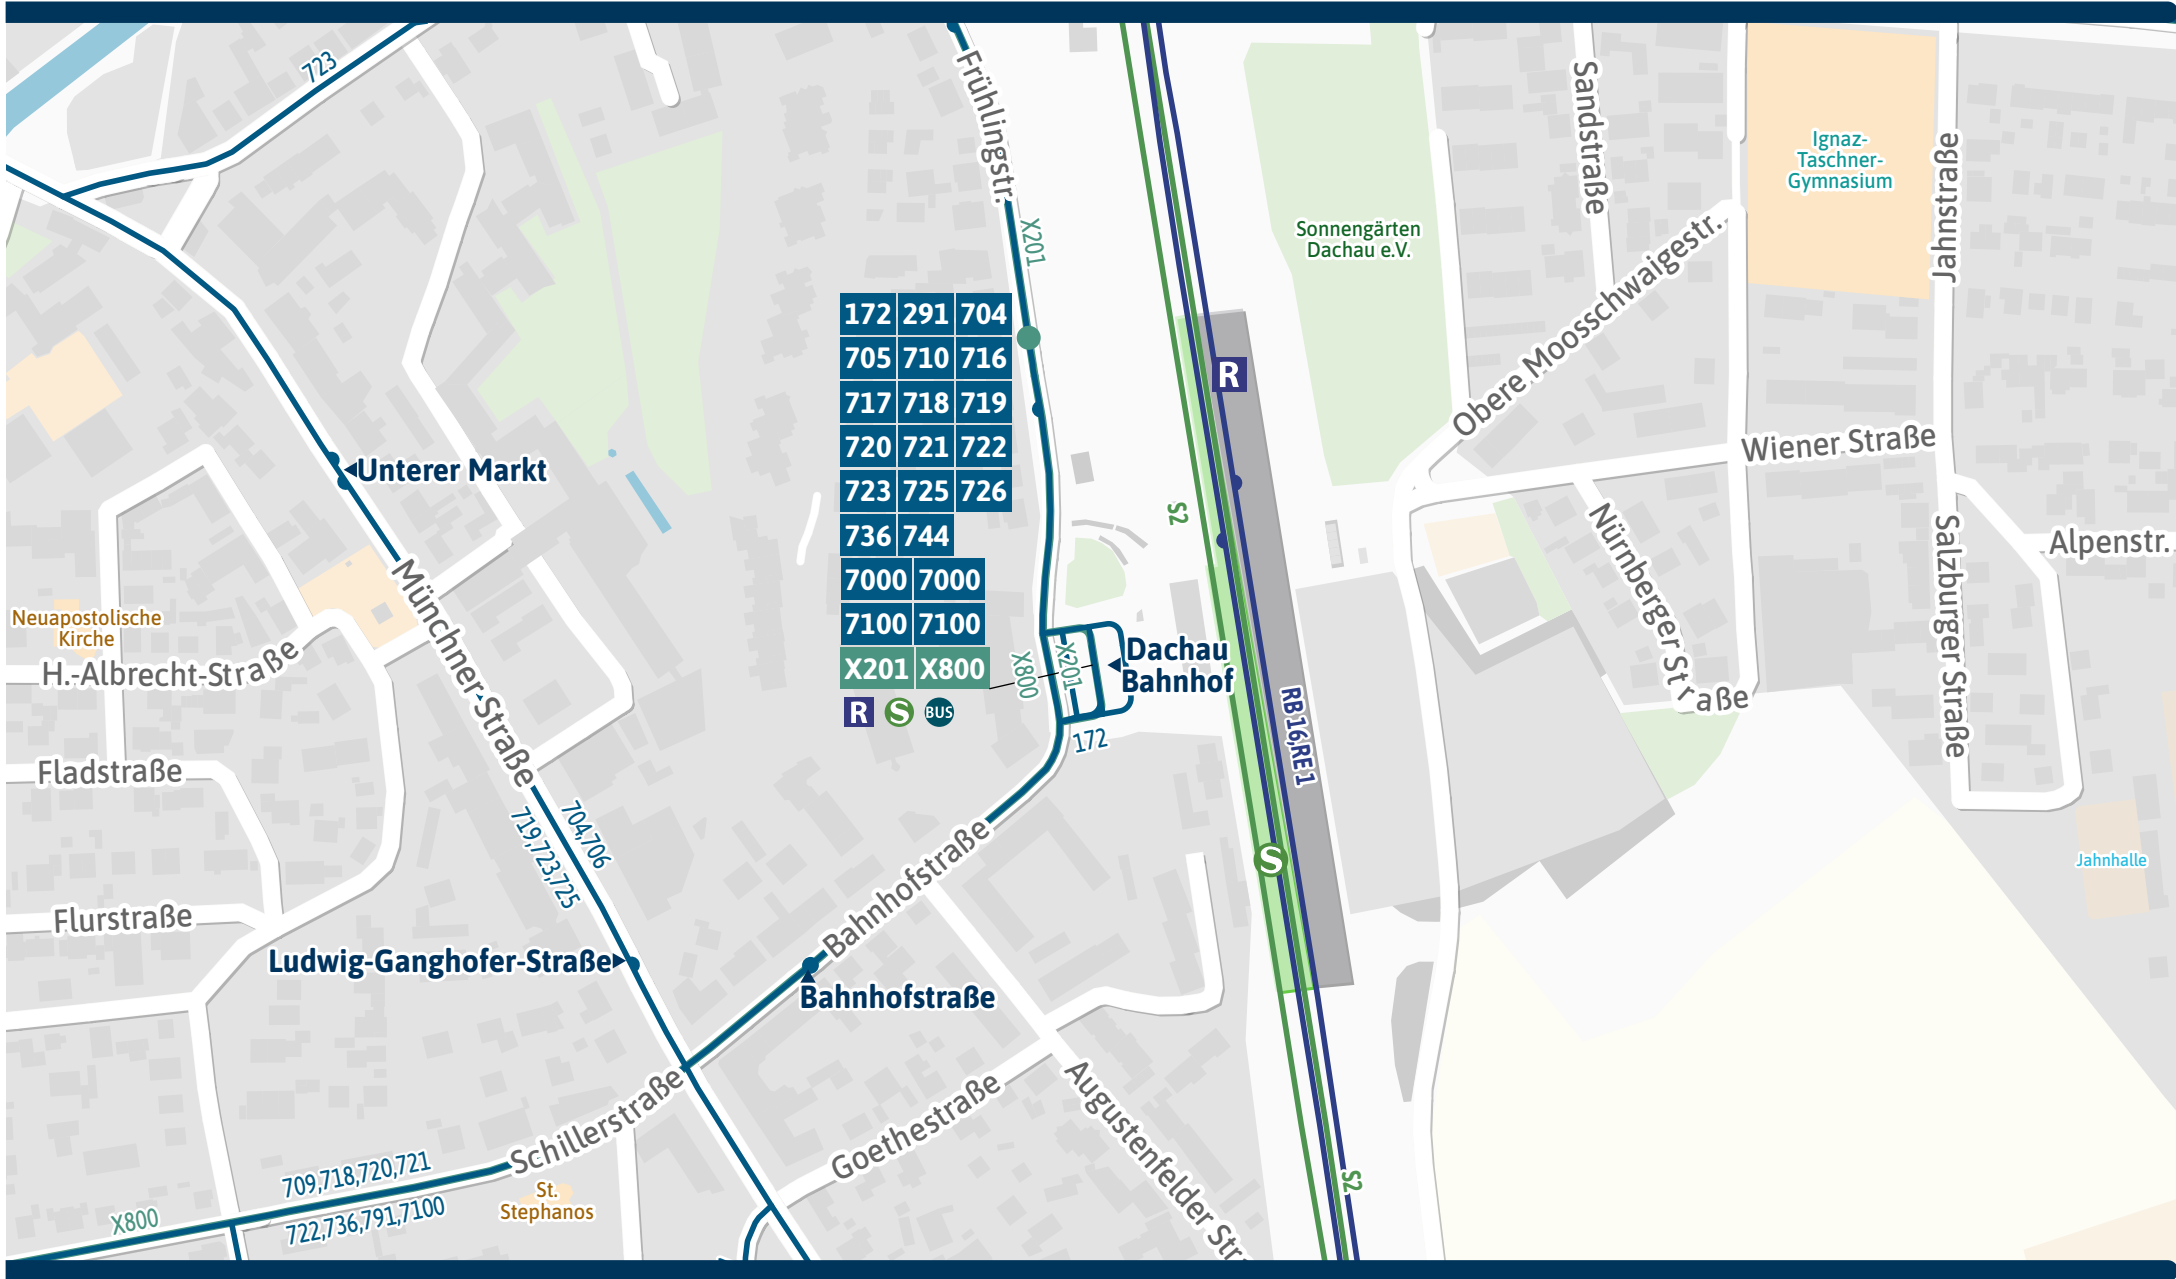 723
Frühlingstr.
X201
Sandstraße
Ignaz-
Taschner-
Gymnasium
Jahnstraße
Sonnengärten
Dachau e.V.
Obere Moosschwaigestr.
Wiener Straße
172 291 704
705 710 716
717 718 719
720 721 722
723 725 726
736 744
7000 7000
7100 7100
X201 X800
R S BUS
R
Unterer Markt
S2
Nürnberger Straße
Salzburger Straße
Alpenstr.
Münchner Straße
Neuapostolische
Kirche
H.-Albrecht-Straße
X800
X201
Dachau
Bahnhof
172
RB 16,RE 1
Fladstraße
704,706
719,723,725
S
Jahnhalle
Bahnhofstraße
Flurstraße
Ludwig-Ganghofer-Straße
Bahnhofstraße
Schillerstraße
Goethestraße
Augustenfelder Str
709,718,720,721
722,736,791,7100
X800
St.
Stephanos
S2